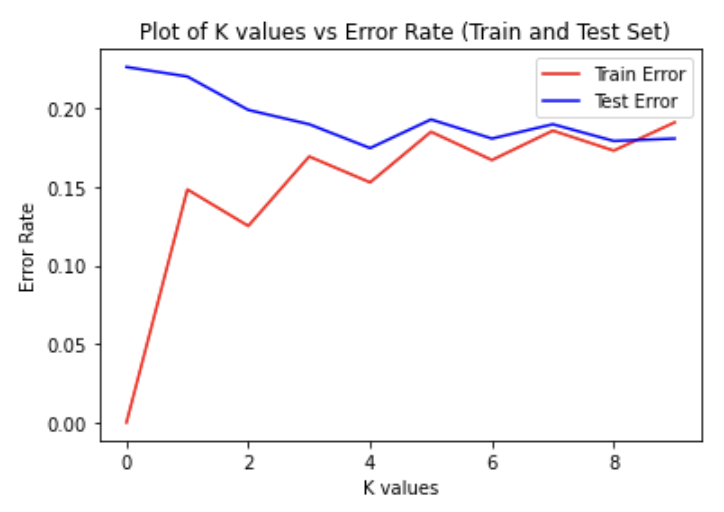 Plot of K values vs Error Rate (Train and Test Set)
Train Error
Test Error
0.20
0.15
0.10
0.05
0.00
Error Rate
0 2 4 6 8
K values